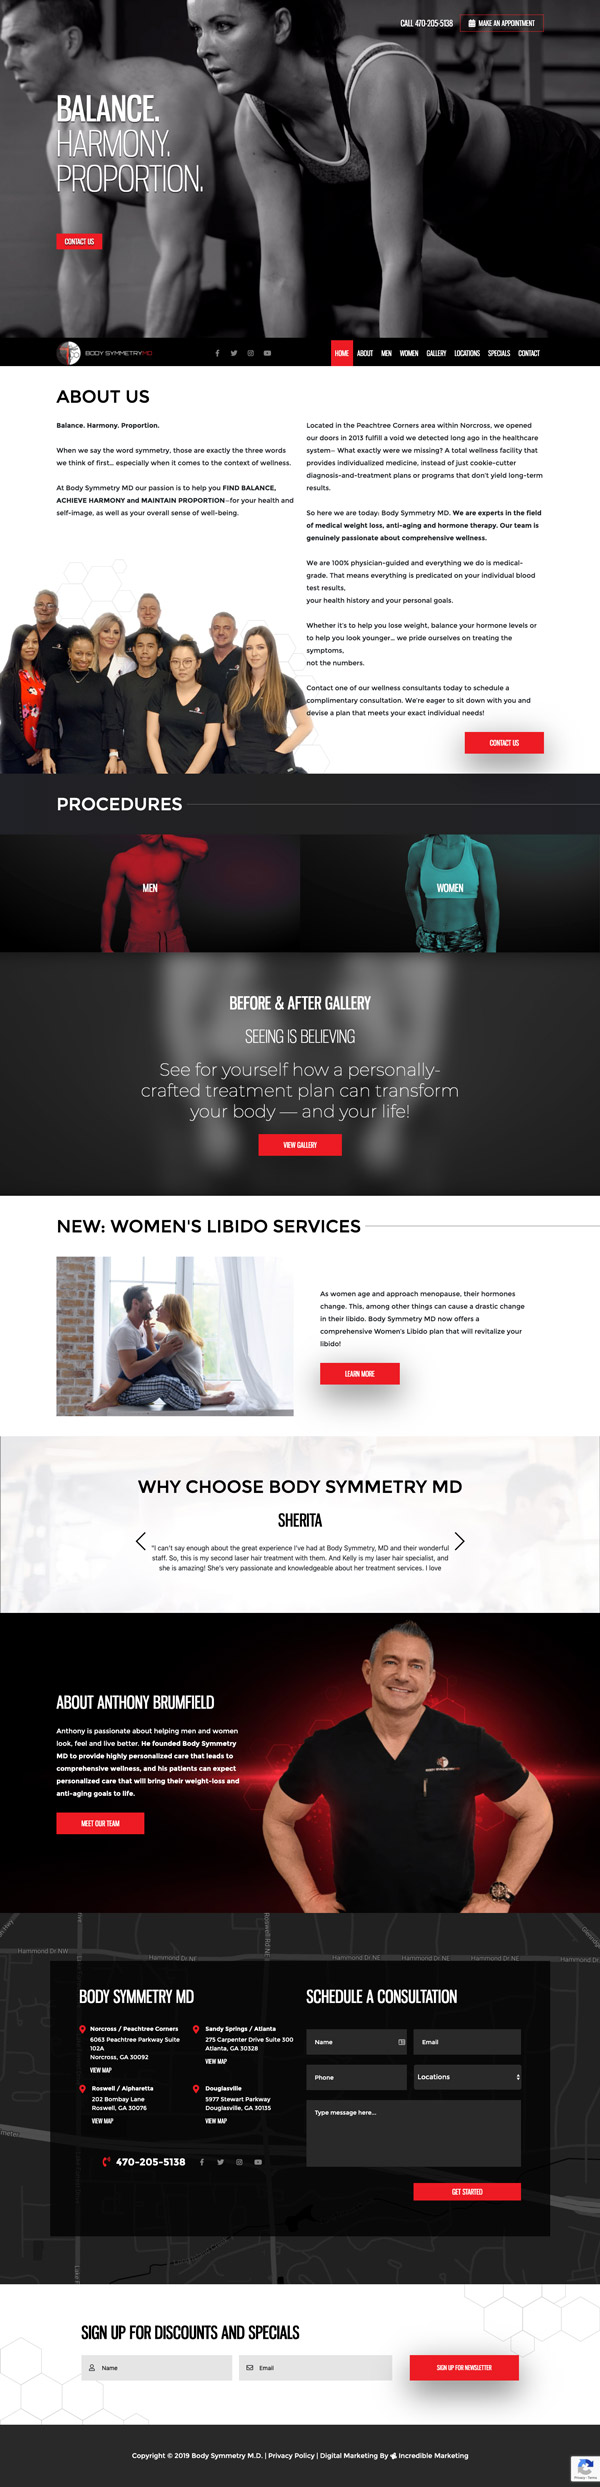 CALL 470-205-5138
MAKE AN APPOINTMENT
BALANCE.
HARMONY.
PROPORTION.
CONTACT US
BODY SYMMETRYMD
HOME ABOUT MEN WOMEN GALLERY LOCATIONS SPECIALS CONTACT
ABOUT US
Balance. Harmony. Proportion.
When we say the word symmetry, those are exactly the three words
we think of first... especially when it comes to the context of wellness.
At Body Symmetry MD our passion is to help you FIND BALANCE,
ACHIEVE HARMONY and MAINTAIN PROPORTION—for your health and
self-image, as well as your overall sense of well-being.
Located in the Peachtree Corners area within Norcross, we opened
our doors in 2013 fulfill a void we detected long ago in the healthcare
system— What exactly were we missing? A total wellness facility that
provides individualized medicine, instead of just cookie-cutter
diagnosis-and-treatment plans or programs that don't yield long-term
results.
So here we are today: Body Symmetry MD. We are experts in the field
of medical weight loss, anti-aging and hormone therapy. Our team is
genuinely passionate about comprehensive wellness.
We are 100% physician-guided and everything we do is medical-
grade. That means everything is predicated on your individual blood
test results,
your health history and your personal goals.
Whether it's to help you lose weight, balance your hormone levels or
to help you look younger... we pride ourselves on treating the
symptoms,
not the numbers.
Contact one of our wellness consultants today to schedule a
complimentary consultation. We're eager to sit down with you and
devise a plan that meets your exact individual needs!
CONTACT US
PROCEDURES
MEN
WOMEN
BEFORE & AFTER GALLERY
SEEING IS BELIEVING
See for yourself how a personally-
crafted treatment plan can transform
your body — and your life!
VIEW GALLERY
NEW: WOMEN'S LIBIDO SERVICES
As women age and approach menopause, their hormones
change. This, among other things can cause a drastic change
in their libido. Body Symmetry MD now offers a
comprehensive Women's Libido plan that will revitalize your
libido!
LEARN MORE
WHY CHOOSE BODY SYMMETRY MD
SHERITA
"I can't say enough about the great experience I've had at Body Symmetry, MD and their wonderful
staff. So, this is my second laser hair treatment with them. And Kelly is my laser hair specialist, and
she is amazing! She's very passionate and knowledgeable about her treatment services. I love
ABOUT ANTHONY BRUMFIELD
Anthony is passionate about helping men and women
look, feel and live better. He founded Body Symmetry
MD to provide highly personalized care that leads to
comprehensive wellness, and his patients can expect
personalized care that will bring their weight-loss and
anti-aging goals to life.
MEET OUR TEAM
Hammond Dr NW
Hammond Dr NE
Roswell Rd NE
Hammond Dr NE
Hammond Dr NE
Hammond Dr NE
BODY SYMMETRY MD
Norcross / Peachtree Corners
6063 Peachtree Parkway Suite
102A
Norcross, GA 30092
VIEW MAP
Sandy Springs / Atlanta
275 Carpenter Drive Suite 300
Atlanta, GA 30328
VIEW MAP
Roswell / Alpharetta
202 Bombay Lane
Roswell, GA 30076
VIEW MAP
Douglasville
5977 Stewart Parkway
Douglasville, GA 30135
VIEW MAP
470-205-5138
SCHEDULE A CONSULTATION
Name
Email
Phone
Locations
Type message here...
GET STARTED
SIGN UP FOR DISCOUNTS AND SPECIALS
Name
Email
SIGN UP FOR NEWSLETTER
Copyright © 2019 Body Symmetry M.D. | Privacy Policy | Digital Marketing By Incredible Marketing
Privacy - Terms